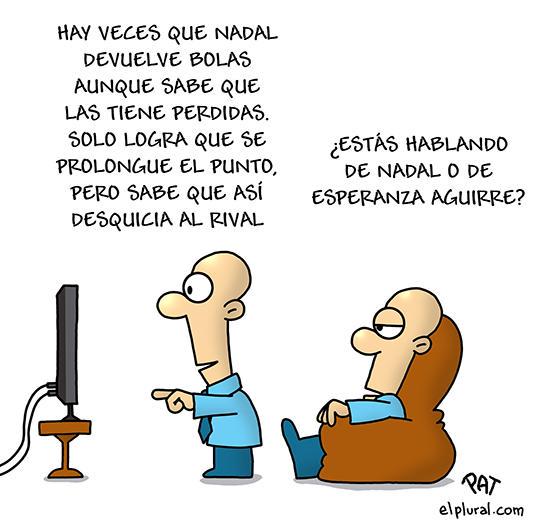 HAY VECES QUE NADAL
DEVUELVE BOLAS
AUNQUE SABE QUE
LAS TIENE PERDIDAS.
SOLO LOGRA QUE SE
PROLONGUE EL PUNTO,
PERO SABE QUE ASÍ
DESQUICIA AL RIVAL
¿ESTÁS HABLANDO
DE NADAL O DE
ESPERANZA AGUIRRE?
PAT
elplural.com